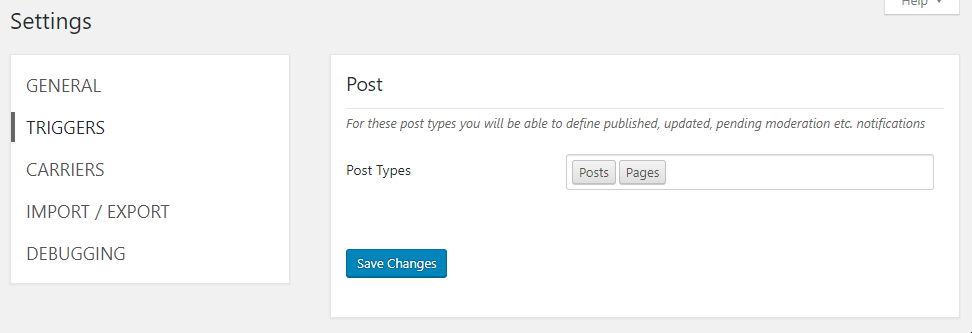 Help
Settings
GENERAL
TRIGGERS
CARRIERS
IMPORT / EXPORT
DEBUGGING
Post
For these post types you will be able to define published, updated, pending moderation etc. notifications
Post Types
Posts Pages
Save Changes